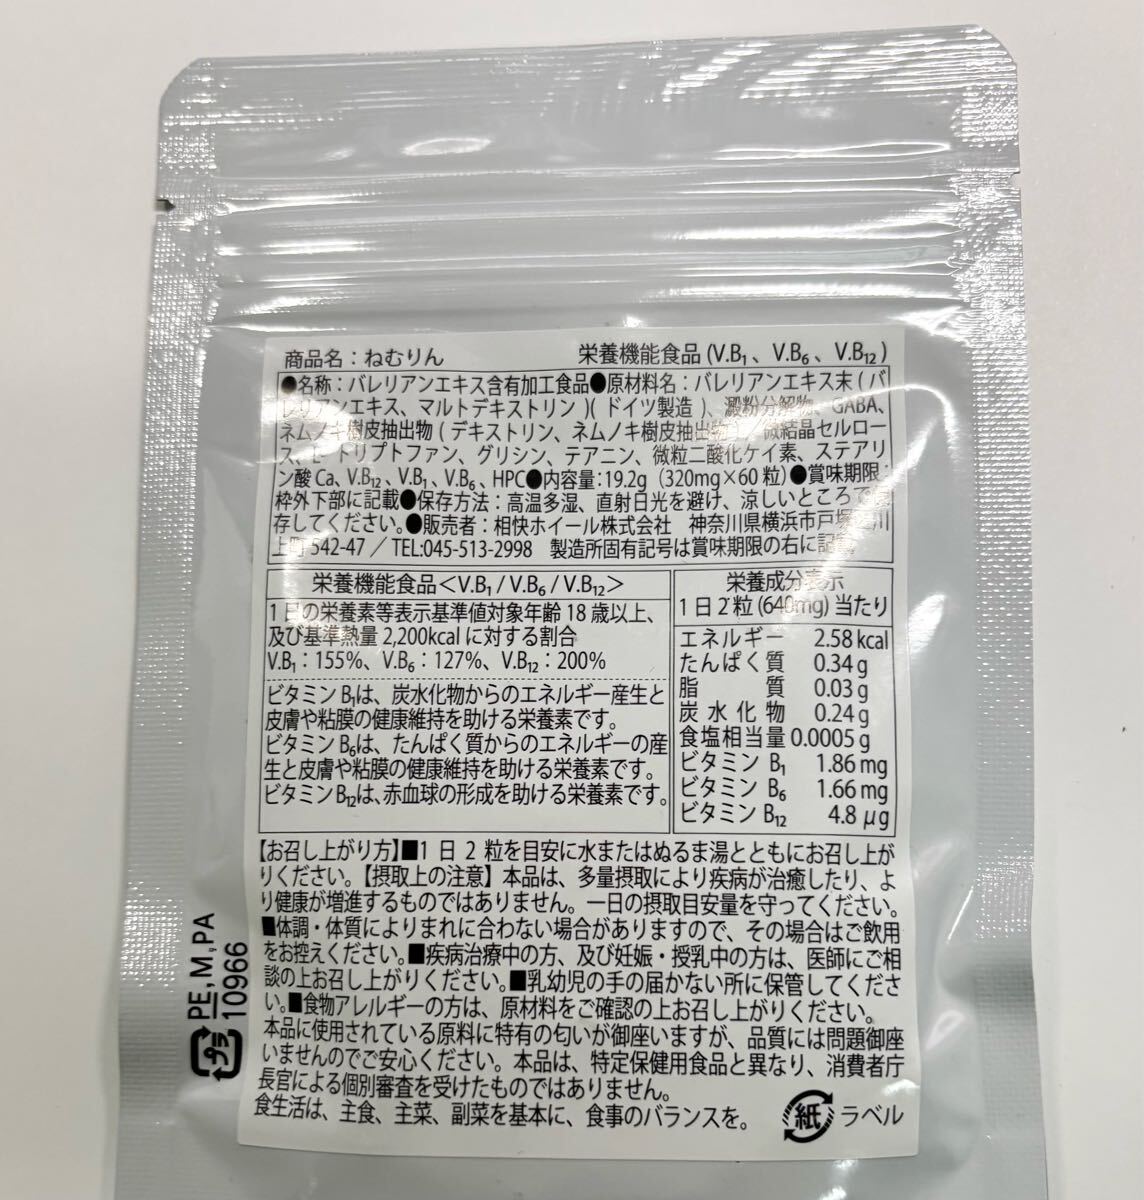 商品名：ねむりん　栄養機能食品(V.B₁、V.B₆、V.B₁₂)
●名称：バレリアンエキス含有加工食品●原材料名：バレリアンエキス末(バ
レリアンエキス、マルトデキストリン)(ドイツ製造)、澱粉分解物、GABA、
ネムノキ樹皮抽出物(デキストリン、ネムノキ樹皮抽出物)／微結晶セルロー
ス、L-トリプトファン、グリシン、テアニン、微粒二酸化ケイ素、ステアリ
ン酸Ca、V.B₁₂、V.B₁、V.B₆、HPC●内容量：19.2g（320mg×60粒)●賞味期限：
枠外下部に記載●保存方法：高温多湿、直射日光を避け、涼しいところで保
存してください。●販売者：相快ホイール株式会社　神奈川県横浜市戸塚区川
上町542-47／TEL:045-513-2998　製造所固有記号は賞味期限の右に記載
栄養機能食品＜V.B₁/V.B₆/V.B₁₂＞
1日の栄養素等表示基準値対象年齢18歳以上、
及び基準熱量2,200kcalに対する割合
V.B₁：155%、V.B₆：127%、V.B₁₂：200%
ビタミンB₁は、炭水化物からのエネルギー産生と
皮膚や粘膜の健康維持を助ける栄養素です。
ビタミンB₆は、たんぱく質からのエネルギーの産
生と皮膚や粘膜の健康維持を助ける栄養素です。
ビタミンB₁₂は、赤血球の形成を助ける栄養素です。
栄養成分表示
1日2粒(640mg)当たり
エネルギー 2.58kcal
たんぱく質 0.34g
脂質 0.03g
炭水化物 0.24g
食塩相当量 0.0005g
ビタミンB₁ 1.86mg
ビタミンB₆ 1.66mg
ビタミンB₁₂ 4.8μg
【お召し上がり方】■1日2粒を目安に水またはぬるま湯とともにお召し上が
りください。【摂取上の注意】本品は、多量摂取により疾病が治癒したり、よ
り健康が増進するものではありません。一日の摂取目安量を守ってください。
■体調・体質によりまれに合わない場合がありますので、その場合はご飲用
をお控えください。■疾病治療中の方、及び妊娠・授乳中の方は、医師にご相
談の上お召し上がりください。■乳幼児の手の届かない所に保管してくださ
い。■食物アレルギーの方は、原材料をご確認の上お召し上がりください。
本品に使用されている原料に特有の匂いが御座いますが、品質には問題御座
いませんのでご安心ください。本品は、特定保健用食品と異なり、消費者庁
長官による個別審査を受けたものではありません。
食生活は、主食、主菜、副菜を基本に、食事のバランスを。
紙 ラベル
プラ PE,M,PA
10966